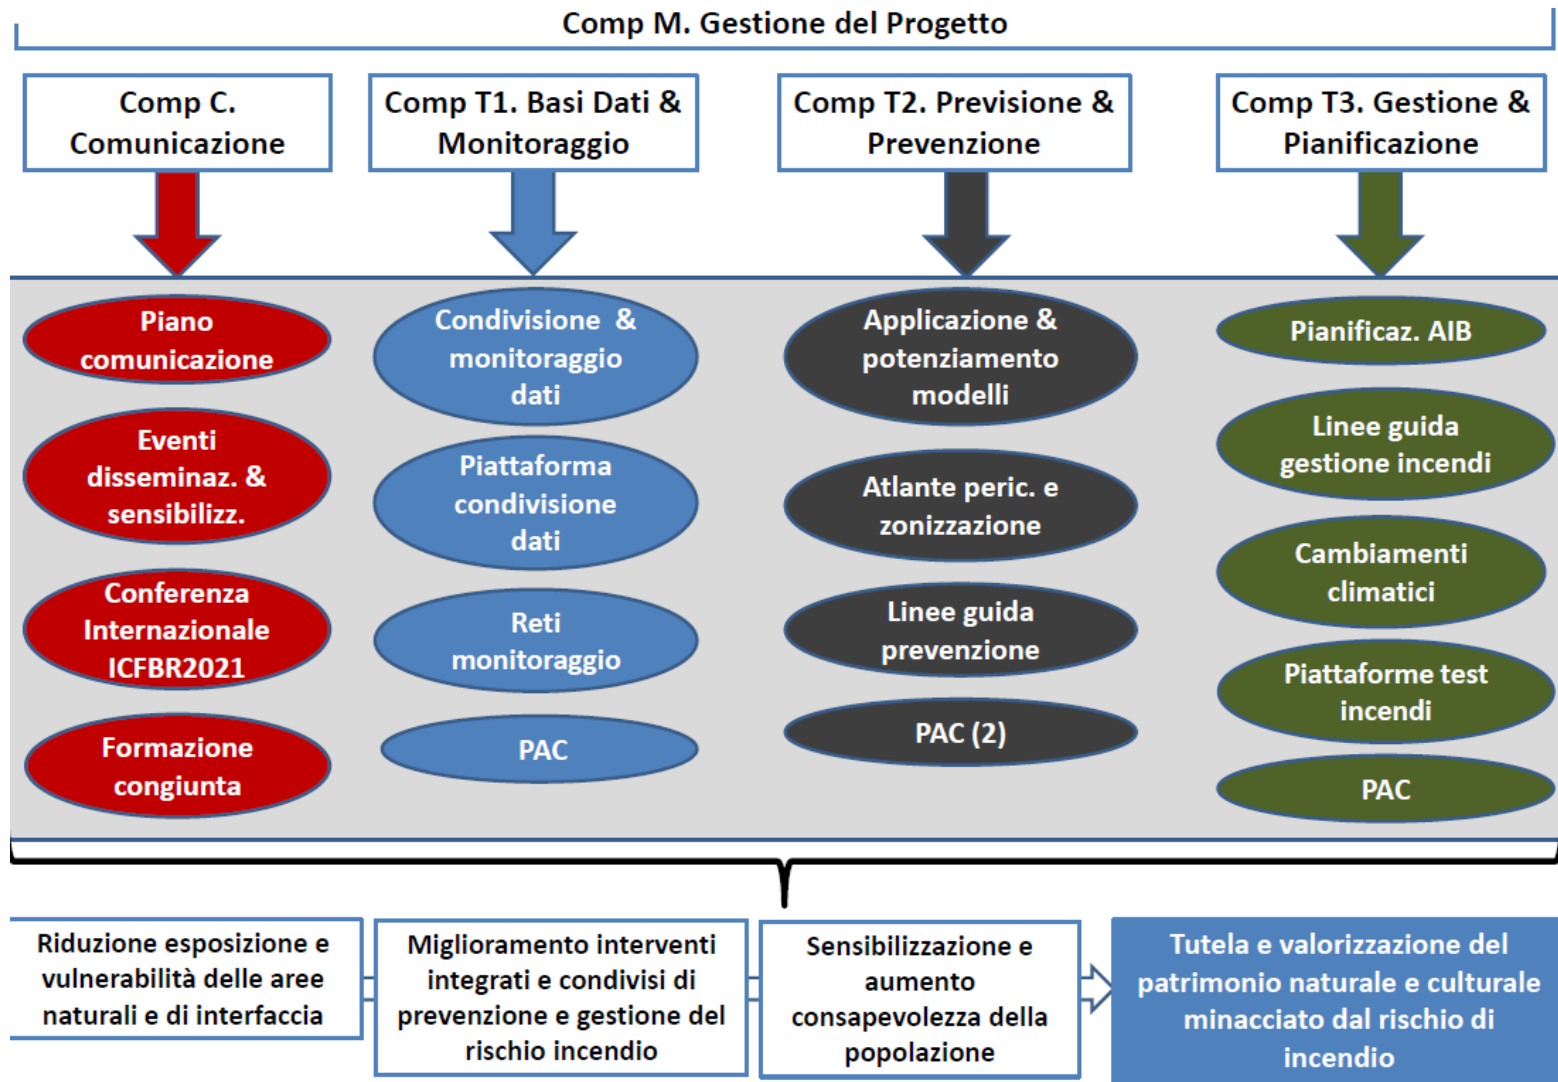 Comp M. Gestione del Progetto
Comp C.
Comunicazione
Comp T1. Basi Dati &
Monitoraggio
Comp T2. Previsione &
Prevenzione
Comp T3. Gestione &
Pianificazione
Piano
comunicazione
Eventi
disseminaz. &
sensibilizz.
Conferenza
Internazionale
ICFBR2021
Formazione
congiunta
Condivisione &
monitoraggio
dati
Piattaforma
condivisione
dati
Reti
monitoraggio
PAC
Applicazione &
potenziamento
modelli
Atlante peric. e
zonizzazione
Linee guida
prevenzione
PAC (2)
Pianificaz. AIB
Linee guida
gestione incendi
Cambiamenti
climatici
Piattaforme test
incendi
PAC
Riduzione esposizione e
vulnerabilità delle aree
naturali e di interfaccia
Miglioramento interventi
integrati e condivisi di
prevenzione e gestione del
rischio incendio
Sensibilizzazione e
aumento
consapevolezza della
popolazione
Tutela e valorizzazione del
patrimonio naturale e culturale
minacciato dal rischio di
incendio